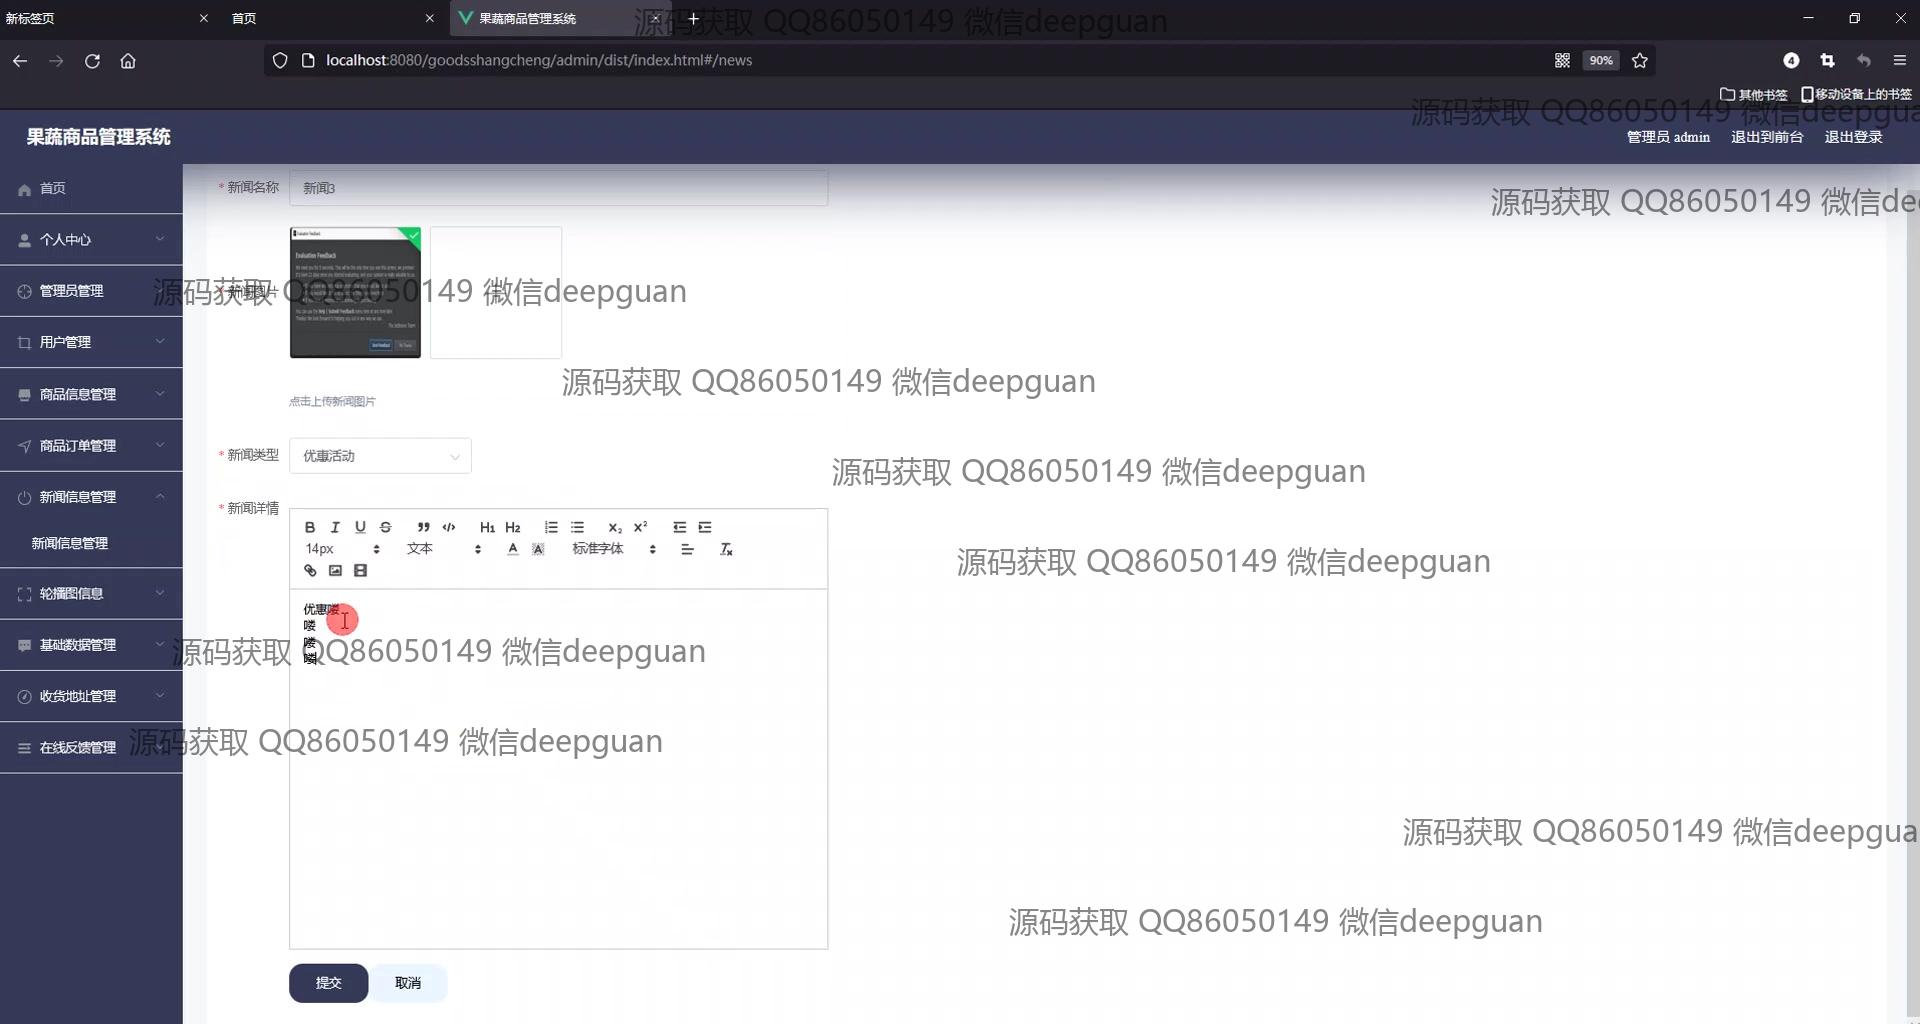 新标签页
首页
果蔬商品管理系统
源码获取 QQ86050149 微信deepguan
localhost:8080/goodsshangcheng/admin/dist/index.html#/news
90%
4
其他书签
移动设备上的书签
源码获取 QQ86050149 微信deepgua
果蔬商品管理系统
管理员 admin
退出到前台
退出登录
首页
* 新闻名称
新闻3
源码获取 QQ86050149 微信de
个人中心
Evaluation Feedback
管理员管理
* 新闻图片
源码获取 QQ86050149 微信deepguan
用户管理
源码获取 QQ86050149 微信deepguan
商品信息管理
点击上传新闻图片
商品订单管理
* 新闻类型
优惠活动
源码获取 QQ86050149 微信deepguan
新闻信息管理
* 新闻详情
B I U S H1 H2 X2 X2
新闻信息管理
14px
文本
A A
标准字体
源码获取 QQ86050149 微信deepguan
轮播图信息
优惠喽
喽
喽
喽
基础数据管理
源码获取 QQ86050149 微信deepguan
收货地址管理
在线反馈管理
源码获取 QQ86050149 微信deepguan
源码获取 QQ86050149 微信deepgua
源码获取 QQ86050149 微信deepguan
提交
取消